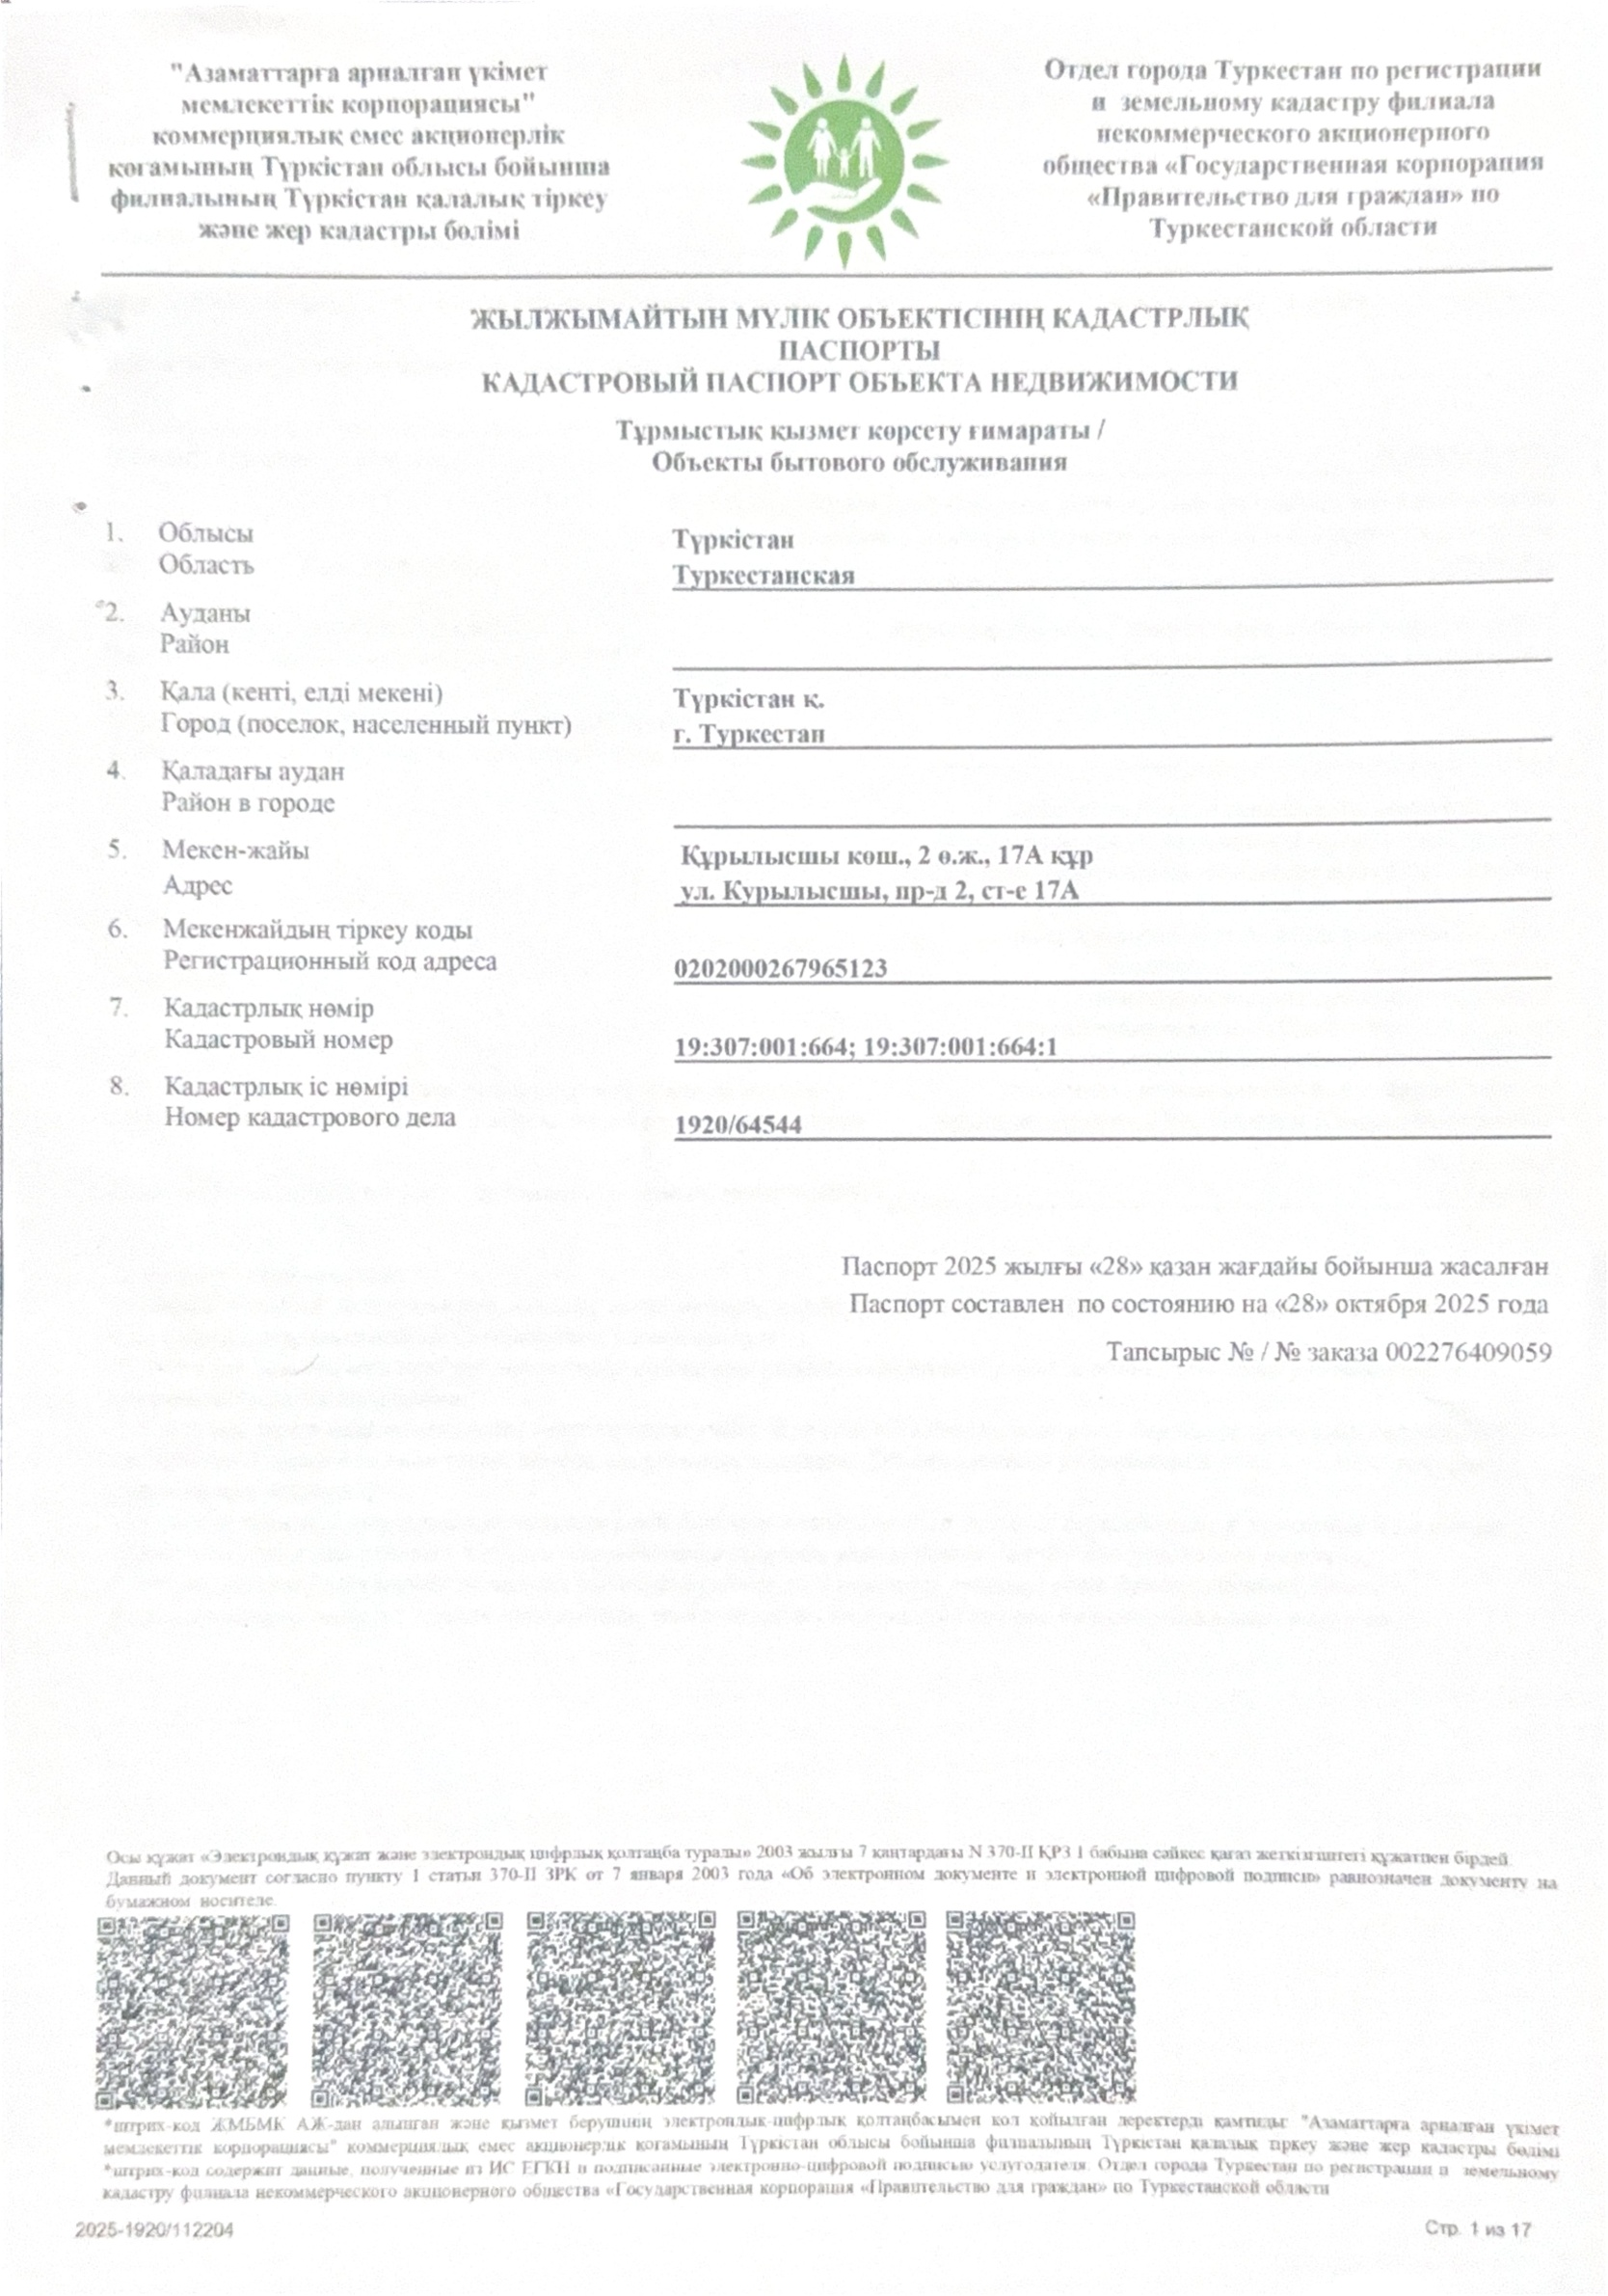 "Азаматтарға арналған үкімет
мемлекеттік корпорациясы"
коммерциялық емес акционерлік
қоғамының Түркістан облысы бойынша
филиалының Түркістан қалалық тіркеу
және жер кадастры бөлімі
Отдел города Туркестан по регистрации
и земельному кадастру филиала
некоммерческого акционерного
общества «Государственная корпорация
«Правительство для граждан» по
Туркестанской области
ЖЫЛЖЫМАЙТЫН МҮЛІК ОБЪЕКТІСІНІҢ КАДАСТРЛЫҚ
ПАСПОРТЫ
КАДАСТРОВЫЙ ПАСПОРТ ОБЪЕКТА НЕДВИЖИМОСТИ
Тұрмыстық қызмет көрсету ғимараты /
Объекты бытового обслуживания
1. Облысы Түркістан
Область Туркестанская
2. Ауданы
Район
3. Қала (кенті, елді мекені) Түркістан қ.
Город (поселок, населенный пункт) г. Туркестан
4. Қаладағы аудан
Район в городе
5. Мекен-жайы Құрылысшы көш., 2 ө.ж., 17А құр
Адрес ул. Курылысшы, пр-д 2, ст-е 17А
6. Мекенжайдың тіркеу коды
Регистрационный код адреса 0202000267965123
7. Кадастрлық нөмір
Кадастровый номер 19:307:001:664; 19:307:001:664:1
8. Кадастрлық іс нөмірі
Номер кадастрового дела 1920/64544
Паспорт 2025 жылғы «28» қазан жағдайы бойынша жасалған
Паспорт составлен по состоянию на «28» октября 2025 года
Тапсырыс № / № заказа 002276409059
Осы құжат «Электрондық құжат және электрондық цифрлық қолтаңба туралы» 2003 жылғы 7 қаңтардағы N 370-II ҚРЗ 1 бабына сәйкес қағаз жеткізгіштегі құжатпен бірдей.
Данный документ согласно пункту 1 статьи 370-II ЗРК от 7 января 2003 года «Об электронном документе и электронной цифровой подписи» равнозначен документу на
бумажном носителе.
*штрих-код ЖМБМК АЖ-дан алынған және қызмет берушінің электрондық-цифрлық қолтаңбасымен қол қойылған деректерді қамтиды: "Азаматтарға арналған үкімет
мемлекеттік корпорациясы" коммерциялық емес акционерлік қоғамының Түркістан облысы бойынша филиалының Түркістан қалалық тіркеу және жер кадастры бөлімі
*штрих-код содержит данные, полученные из ИС ЕГКН и подписанные электронно-цифровой подписью услугодателя: Отдел города Туркестан по регистрации и земельному
кадастру филиала некоммерческого акционерного общества «Государственная корпорация «Правительство для граждан» по Туркестанской области
2025-1920/112204
Стр. 1 из 17